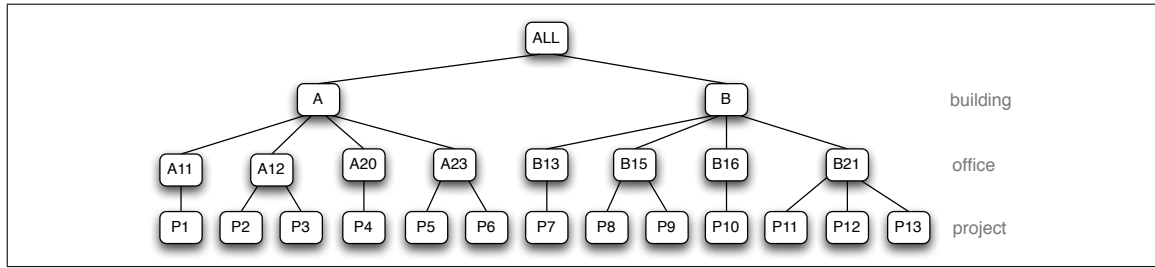 ALL
A B building
A11 A12 A20 A23 B13 B15 B16 B21 office
P1 P2 P3 P4 P5 P6 P7 P8 P9 P10 P11 P12 P13 project